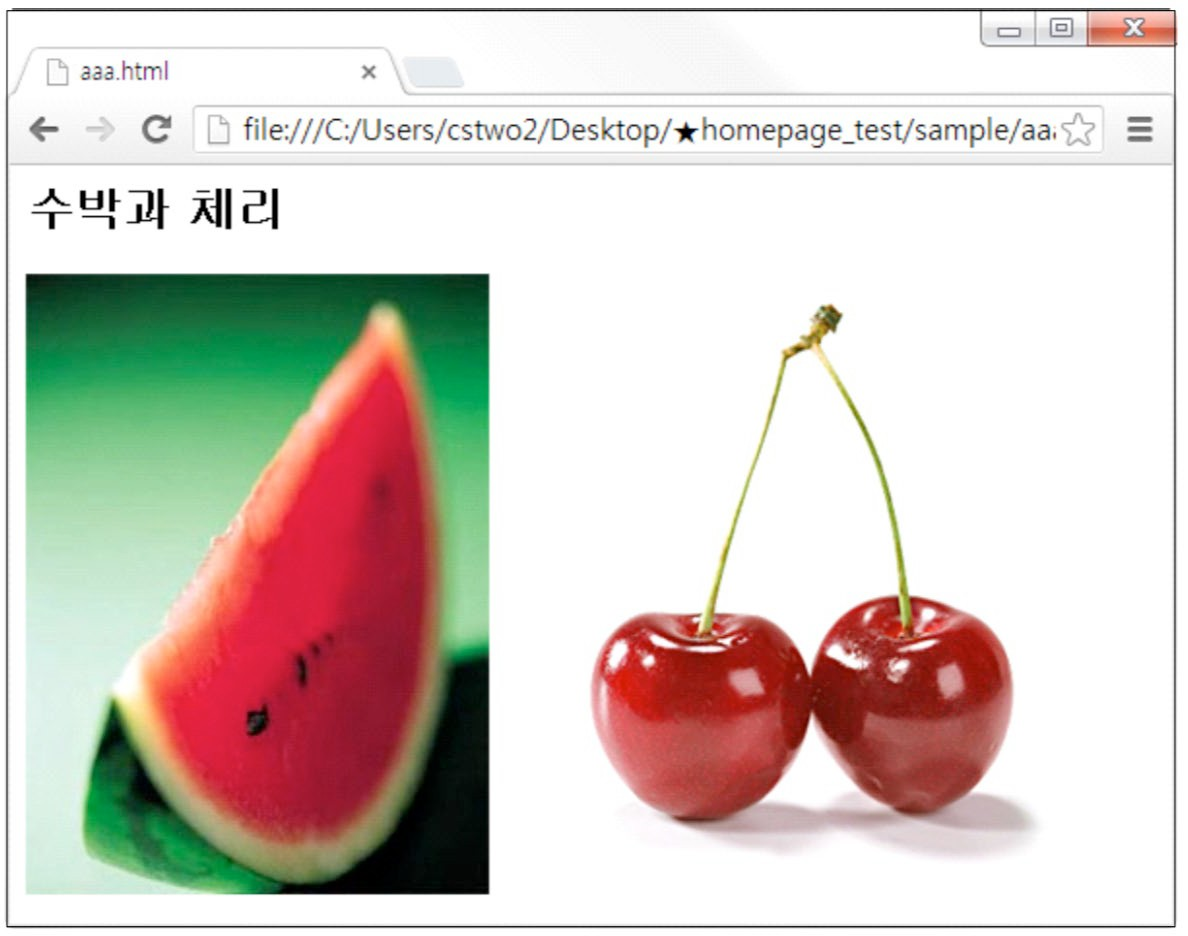 aaa.html
file:///C:/Users/cstwo2/Desktop/★homepage_test/sample/aa
수박과 체리